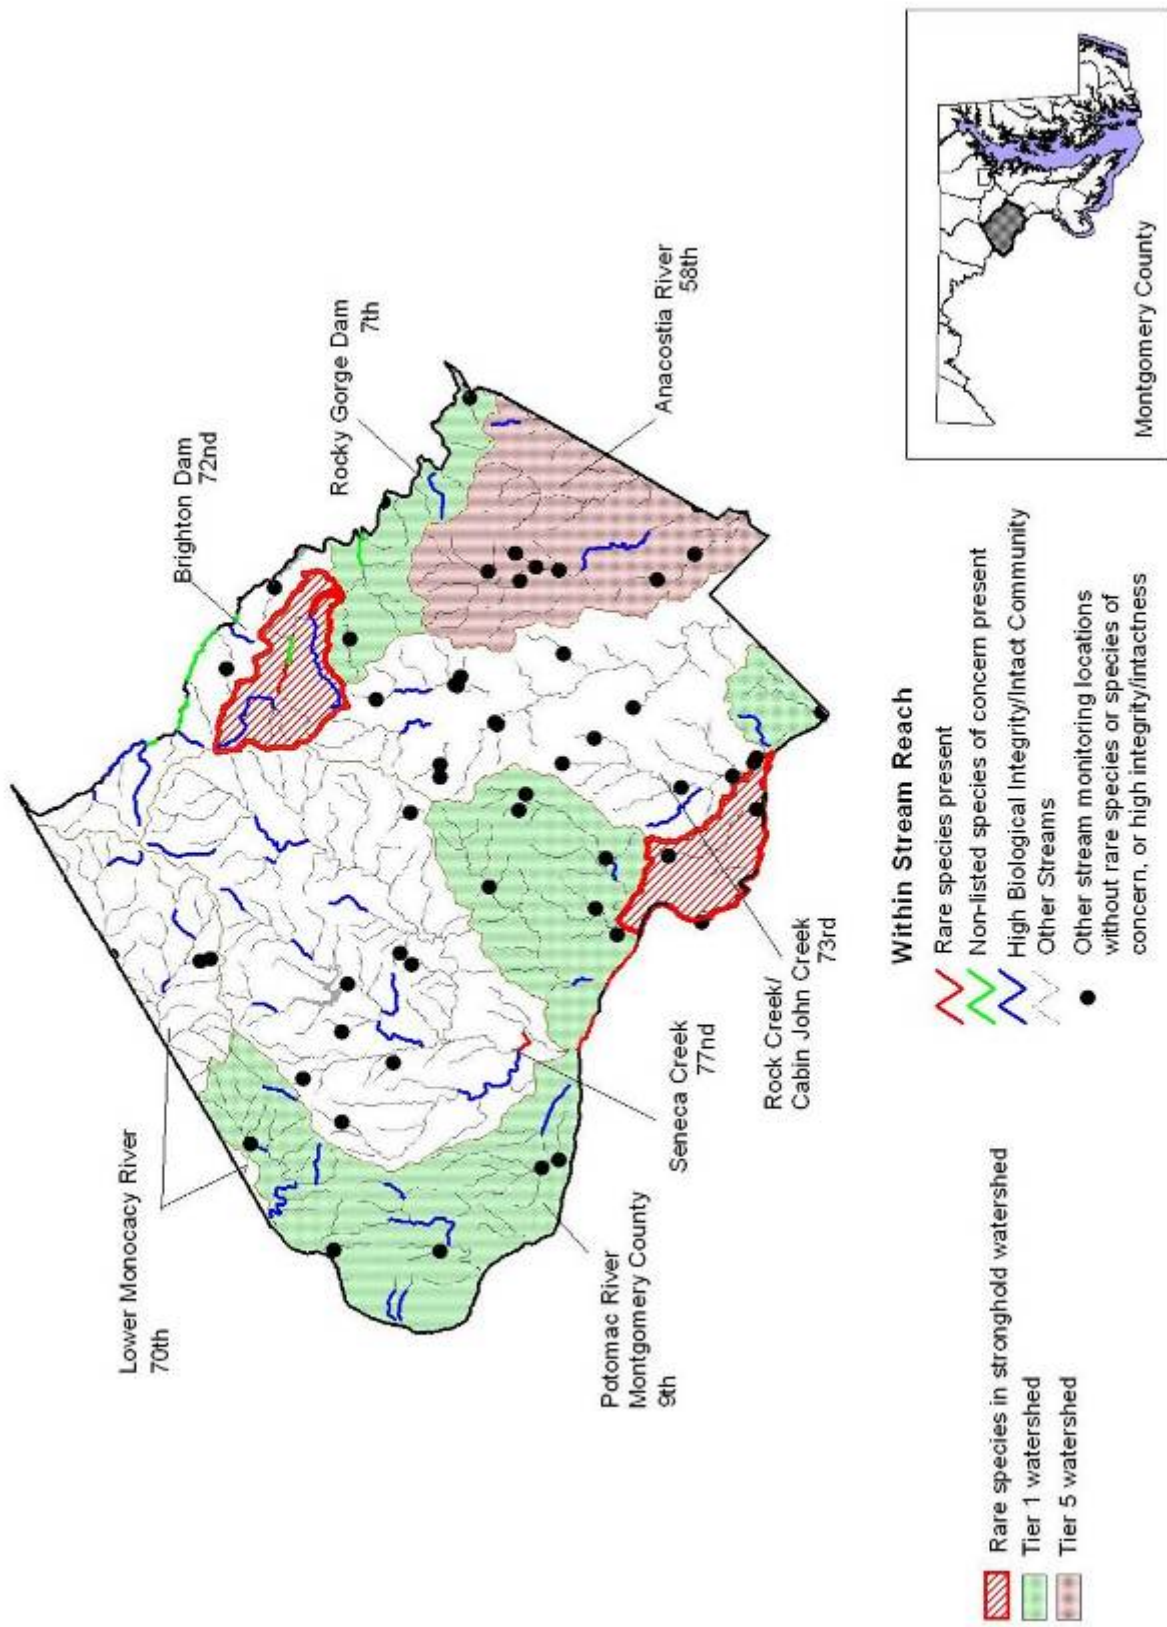 Lower Monocacy River
70th
Brighton Dam
72nd
Rocky Gorge Dam
7th
Anacostia River
58th
Potomac River
Montgomery County
9th
Seneca Creek
77nd
Rock Creek/
Cabin John Creek
73rd
Rare species in stronghold watershed
Tier 1 watershed
Tier 5 watershed
Within Stream Reach
Rare species present
Non-listed species of concern present
High Biological Integrity/Intact Community
Other Streams
Other stream monitoring locations
without rare species or species of
concern, or high integrity/intactness
Montgomery County